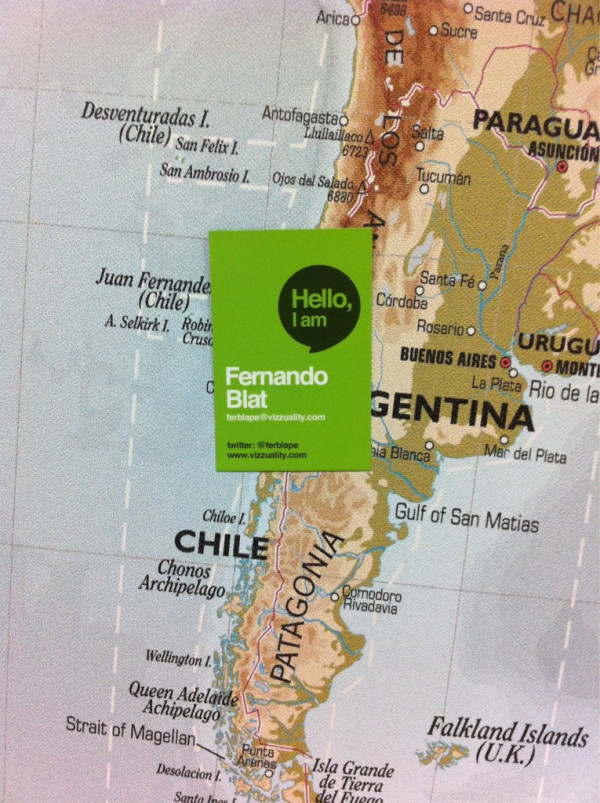 6438
Arica
Santa Cruz
CHA
Sucre
DE LOS
Desventuradas I.
(Chile)
San Felix I.
San Ambrosio I.
Antofagasta
Llullaillaco
6723
Salta
PARAGUA
ASUNCIÓN
Ojos del Salado
6880
Tucumán
Juan Fernande
(Chile)
A. Selkirk I.
Robin
Cruso
Hello,
I am
Fernando
Blat
ferblape@vizzuality.com
twitter: @ferblape
www.vizzuality.com
Parana
Santa Fé
Córdoba
Rosario
URUGU
BUENOS AIRES
MONTE
La Plata
Rio de la
GENTINA
ia Blanca
Mar del Plata
Gulf of San Matias
Chiloe I.
CHILE
Chonos
Archipelago
PATAGONIA
Comodoro
Rivadavia
Wellington I.
Queen Adelaide
Achipelago
Strait of Magellan
Punta
Arenas
Desolacion I.
Santa Ines I.
Isla Grande
de Tierra
del Fuego
Falkland Islands
(U.K.)